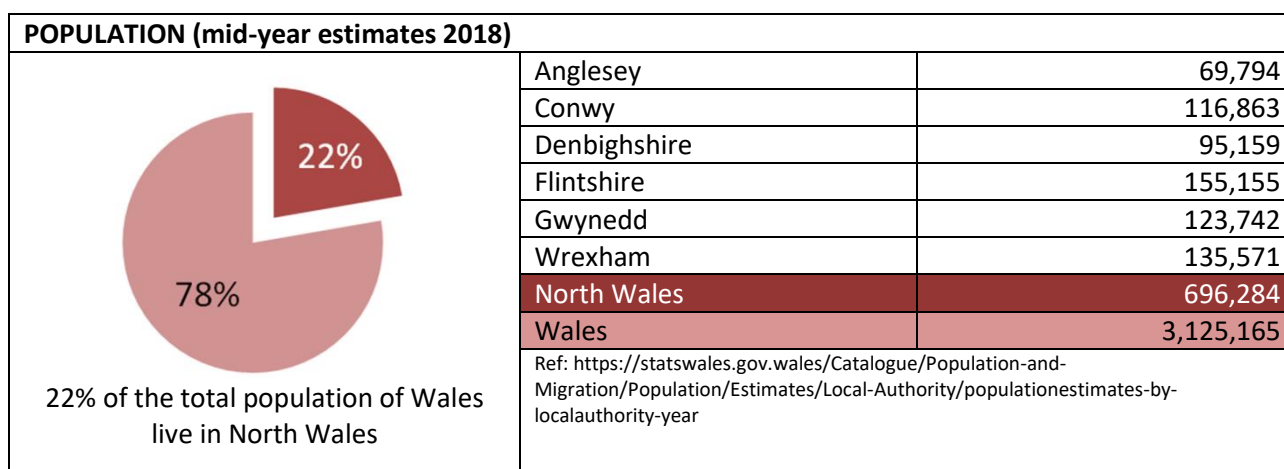 POPULATION (mid-year estimates 2018)
22%
78%
22% of the total population of Wales
live in North Wales
Anglesey 69,794
Conwy 116,863
Denbighshire 95,159
Flintshire 155,155
Gwynedd 123,742
Wrexham 135,571
North Wales 696,284
Wales 3,125,165
Ref: https://statswales.gov.wales/Catalogue/Population-and-
Migration/Population/Estimates/Local-Authority/populationestimates-by-
localauthority-year